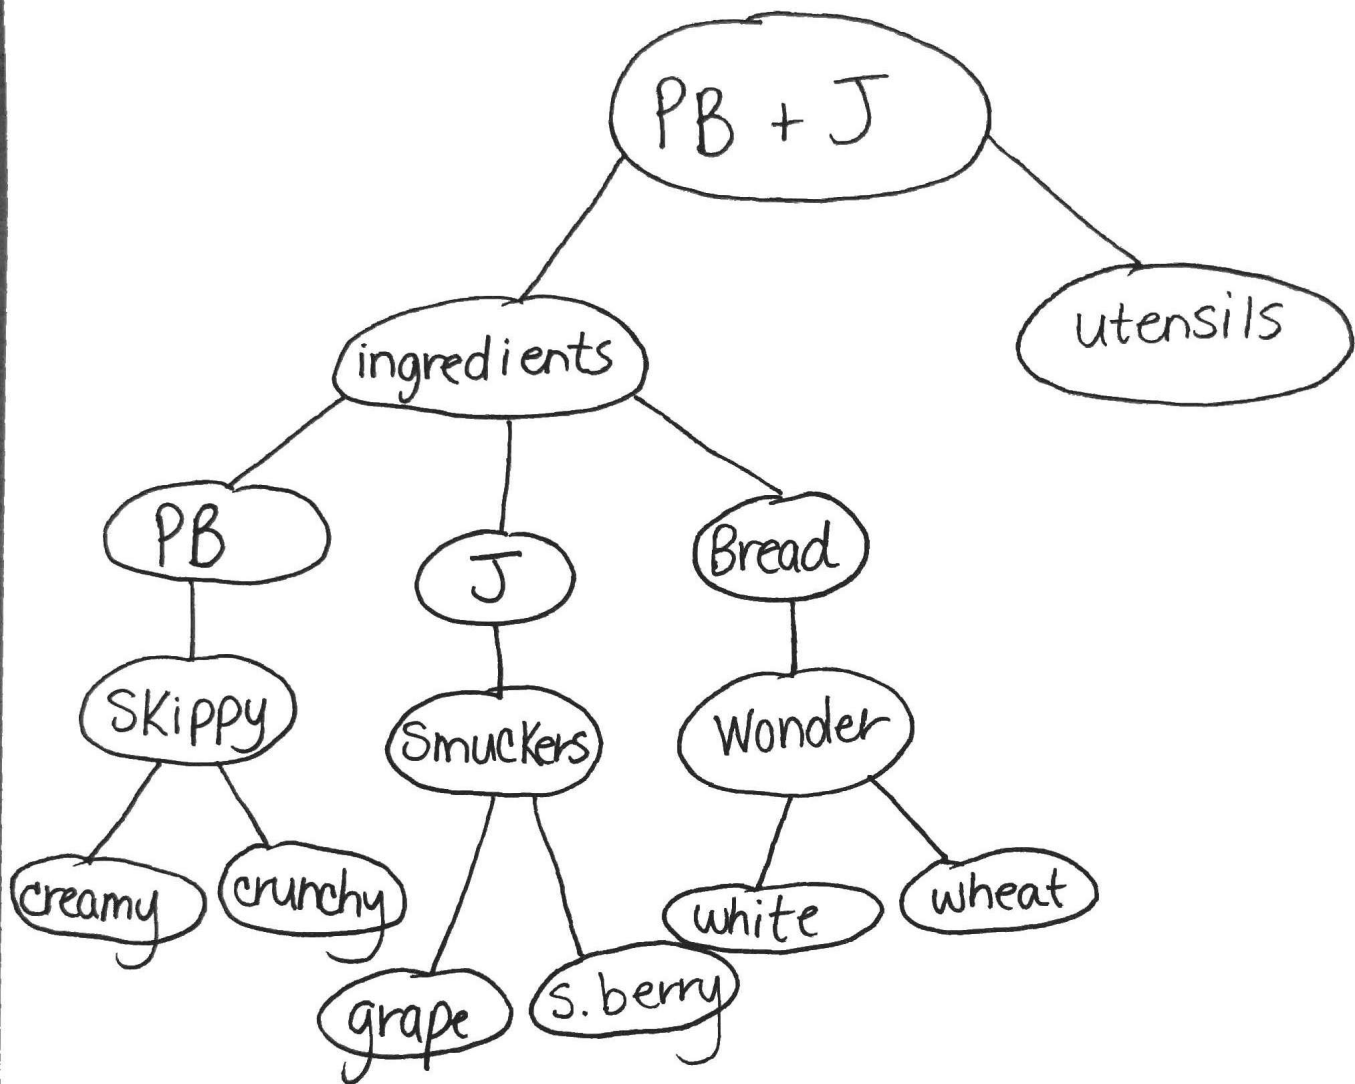 PB + J
utensils
ingredients
PB
J
Bread
SKippy
Smuckers
Wonder
creamy
crunchy
grape
s.berry
white
wheat